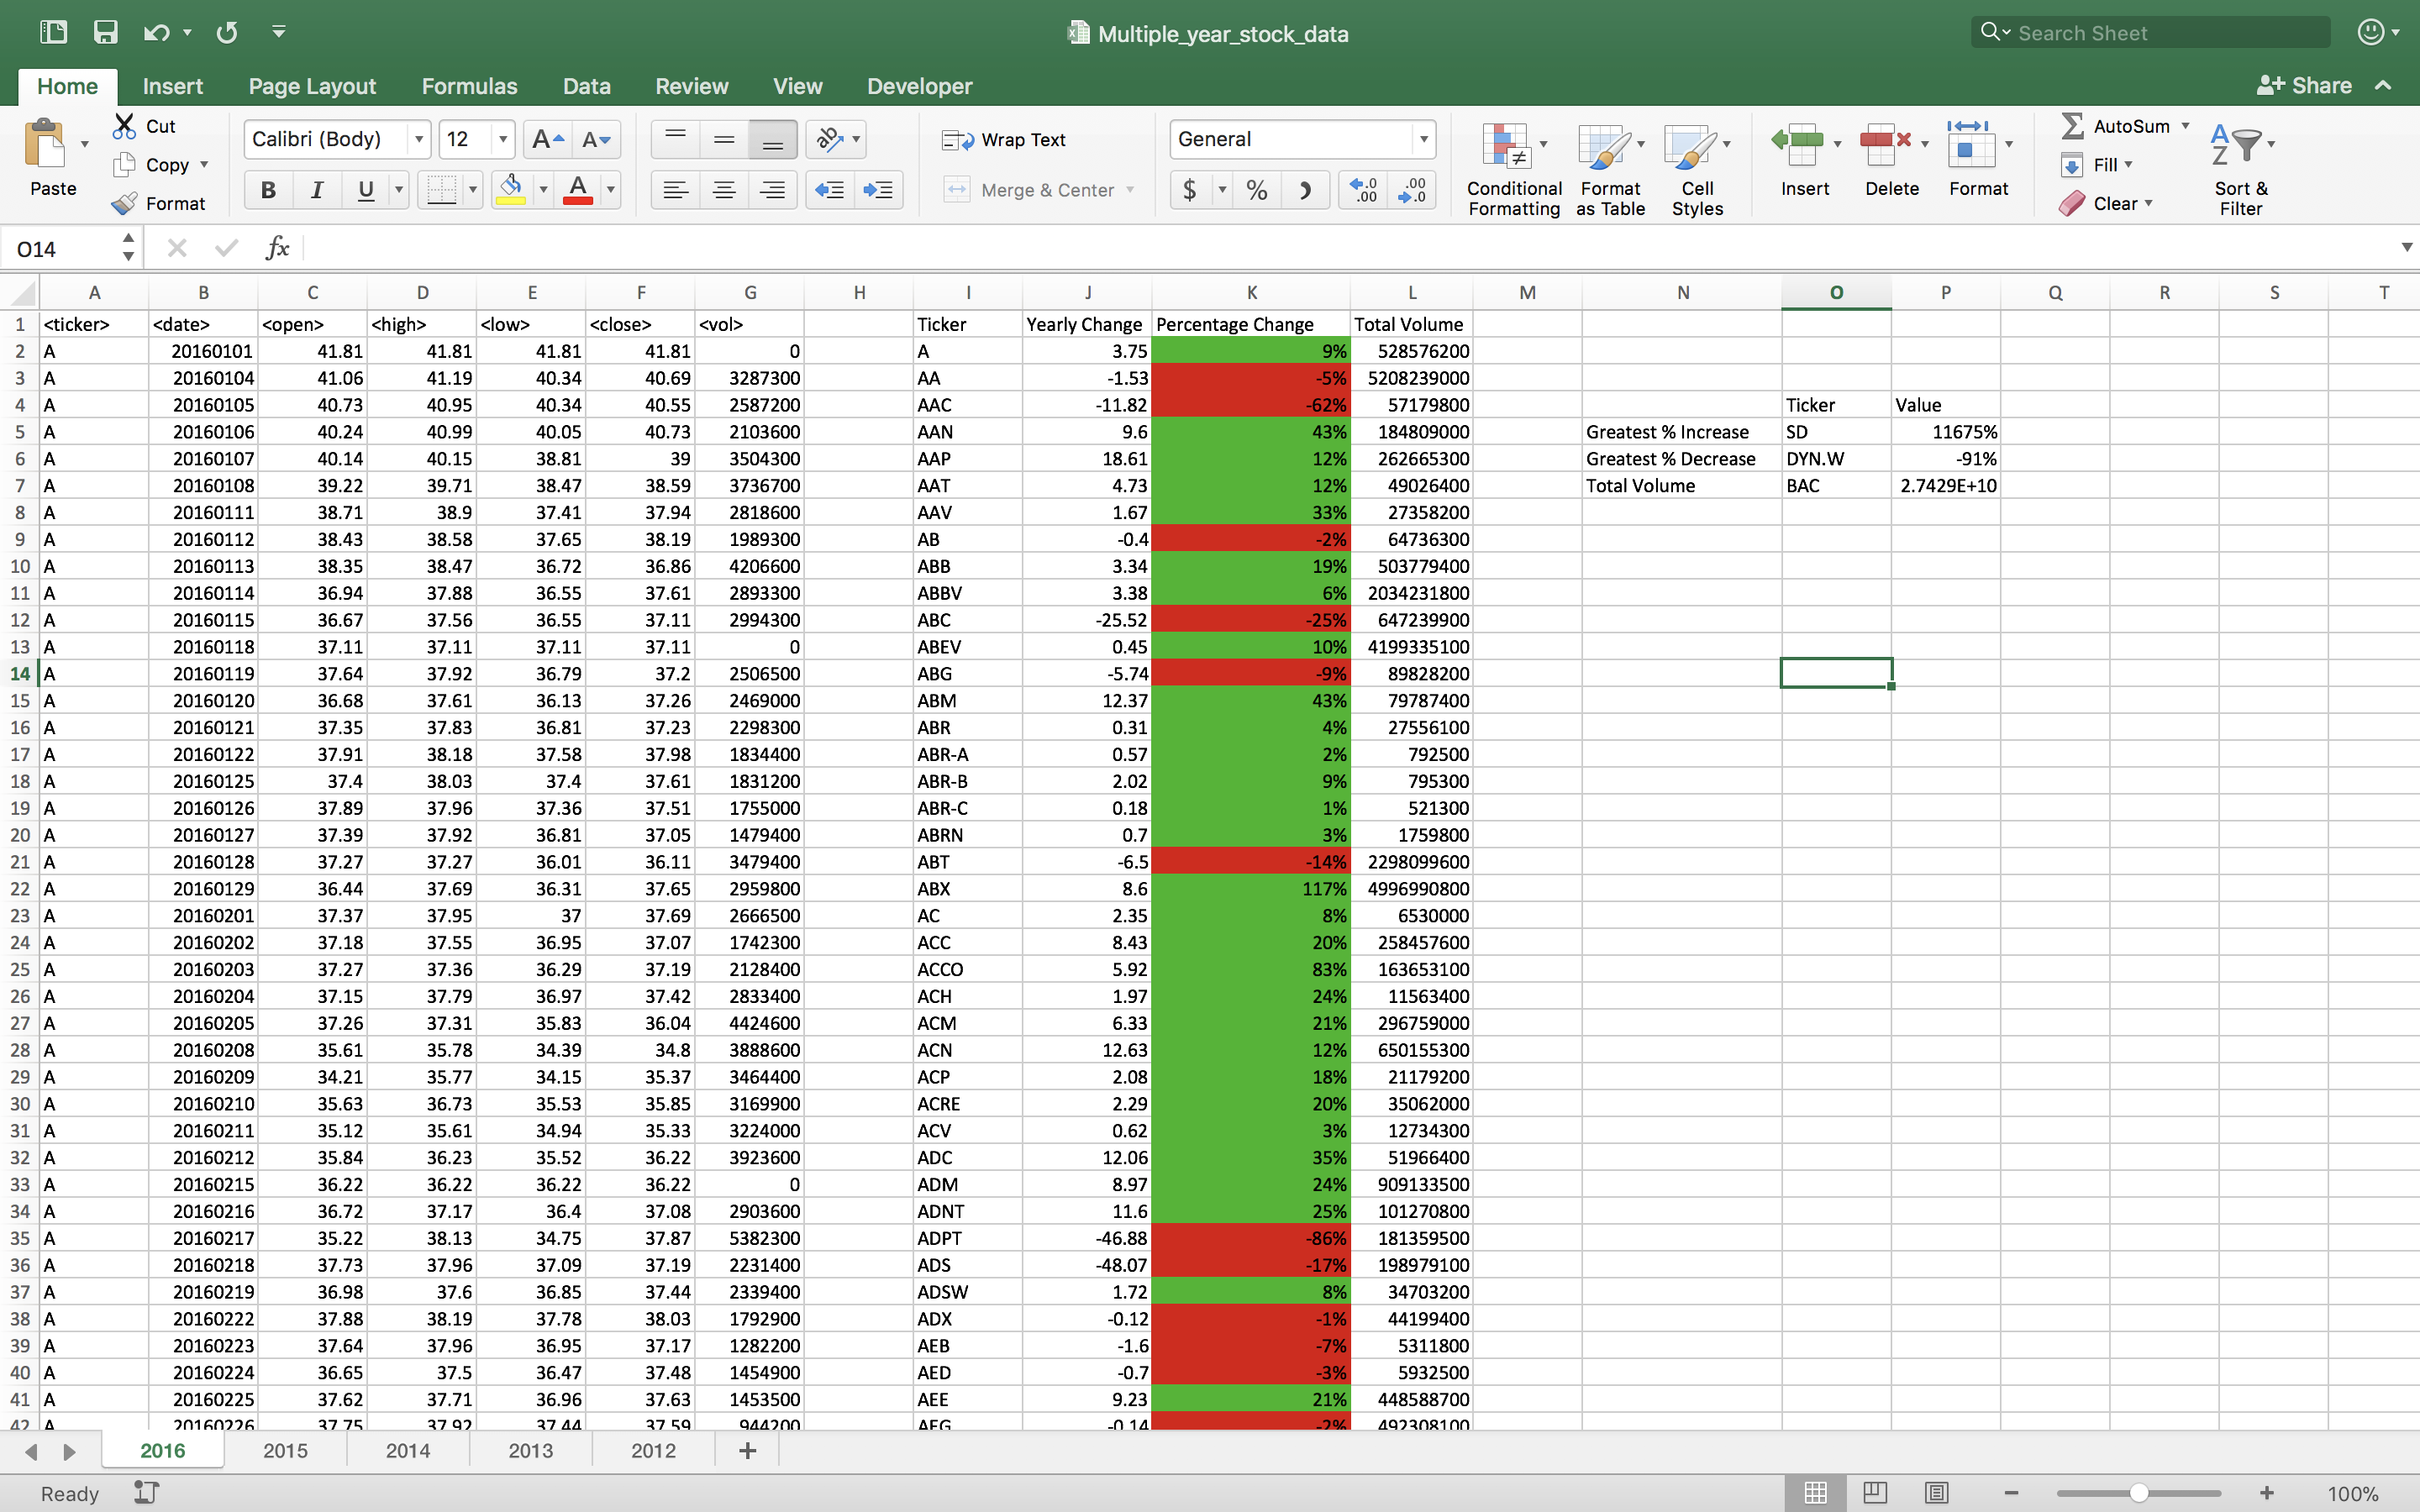 Multiple_year_stock_data
Search Sheet
Home Insert Page Layout Formulas Data Review View Developer Share
Paste Cut Copy Format
Calibri (Body) 12 A A
B I U A
Wrap Text
Merge & Center
General
$ % .0 .00 .00 .0
Conditional Formatting
Format as Table
Cell Styles
Insert Delete Format
AutoSum
Fill
Clear
Sort & Filter
O14 fx
A B C D E F G H I J K L M N O P Q R S T
1 <ticker> <date> <open> <high> <low> <close> <vol> Ticker Yearly Change Percentage Change Total Volume
2 A 20160101 41.81 41.81 41.81 41.81 0 A 3.75 9% 528576200
3 A 20160104 41.06 41.19 40.34 40.69 3287300 AA -1.53 -5% 5208239000
4 A 20160105 40.73 40.95 40.34 40.55 2587200 AAC -11.82 -62% 57179800 Ticker Value
5 A 20160106 40.24 40.99 40.05 40.73 2103600 AAN 9.6 43% 184809000 Greatest % Increase SD 11675%
6 A 20160107 40.14 40.15 38.81 39 3504300 AAP 18.61 12% 262665300 Greatest % Decrease DYN.W -91%
7 A 20160108 39.22 39.71 38.47 38.59 3736700 AAT 4.73 12% 49026400 Total Volume BAC 2.7429E+10
8 A 20160111 38.71 38.9 37.41 37.94 2818600 AAV 1.67 33% 27358200
9 A 20160112 38.43 38.58 37.65 38.19 1989300 AB -0.4 -2% 64736300
10 A 20160113 38.35 38.47 36.72 36.86 4206600 ABB 3.34 19% 503779400
11 A 20160114 36.94 37.88 36.55 37.61 2893300 ABBV 3.38 6% 2034231800
12 A 20160115 36.67 37.56 36.55 37.11 2994300 ABC -25.52 -25% 647239900
13 A 20160118 37.11 37.11 37.11 37.11 0 ABEV 0.45 10% 4199335100
14 A 20160119 37.64 37.92 36.79 37.2 2506500 ABG -5.74 -9% 89828200
15 A 20160120 36.68 37.61 36.13 37.26 2469000 ABM 12.37 43% 79787400
16 A 20160121 37.35 37.83 36.81 37.23 2298300 ABR 0.31 4% 27556100
17 A 20160122 37.91 38.18 37.58 37.98 1834400 ABR-A 0.57 2% 792500
18 A 20160125 37.4 38.03 37.4 37.61 1831200 ABR-B 2.02 9% 795300
19 A 20160126 37.89 37.96 37.36 37.51 1755000 ABR-C 0.18 1% 521300
20 A 20160127 37.39 37.92 36.81 37.05 1479400 ABRN 0.7 3% 1759800
21 A 20160128 37.27 37.27 36.01 36.11 3479400 ABT -6.5 -14% 2298099600
22 A 20160129 36.44 37.69 36.31 37.65 2959800 ABX 8.6 117% 4996990800
23 A 20160201 37.37 37.95 37 37.69 2666500 AC 2.35 8% 6530000
24 A 20160202 37.18 37.55 36.95 37.07 1742300 ACC 8.43 20% 258457600
25 A 20160203 37.27 37.36 36.29 37.19 2128400 ACCO 5.92 83% 163653100
26 A 20160204 37.15 37.79 36.97 37.42 2833400 ACH 1.97 24% 11563400
27 A 20160205 37.26 37.31 35.83 36.04 4424600 ACM 6.33 21% 296759000
28 A 20160208 35.61 35.78 34.39 34.8 3888600 ACN 12.63 12% 650155300
29 A 20160209 34.21 35.77 34.15 35.37 3464400 ACP 2.08 18% 21179200
30 A 20160210 35.63 36.73 35.53 35.85 3169900 ACRE 2.29 20% 35062000
31 A 20160211 35.12 35.61 34.94 35.33 3224000 ACV 0.62 3% 12734300
32 A 20160212 35.84 36.23 35.52 36.22 3923600 ADC 12.06 35% 51966400
33 A 20160215 36.22 36.22 36.22 36.22 0 ADM 8.97 24% 909133500
34 A 20160216 36.72 37.17 36.4 37.08 2903600 ADNT 11.6 25% 101270800
35 A 20160217 35.22 38.13 34.75 37.87 5382300 ADPT -46.88 -86% 181359500
36 A 20160218 37.73 37.96 37.09 37.19 2231400 ADS -48.07 -17% 198979100
37 A 20160219 36.98 37.6 36.85 37.44 2339400 ADSW 1.72 8% 34703200
38 A 20160222 37.88 38.19 37.78 38.03 1792900 ADX -0.12 -1% 44199400
39 A 20160223 37.64 37.96 36.95 37.17 1282200 AEB -1.6 -7% 5311800
40 A 20160224 36.65 37.5 36.47 37.48 1454900 AED -0.7 -3% 5932500
41 A 20160225 37.62 37.71 36.96 37.63 1453500 AEE 9.23 21% 448588700
42 A 20160226 37.75 37.92 37.44 37.59 944200 AEG -0.14 -2% 492308100
2016 2015 2014 2013 2012 +
Ready 100%